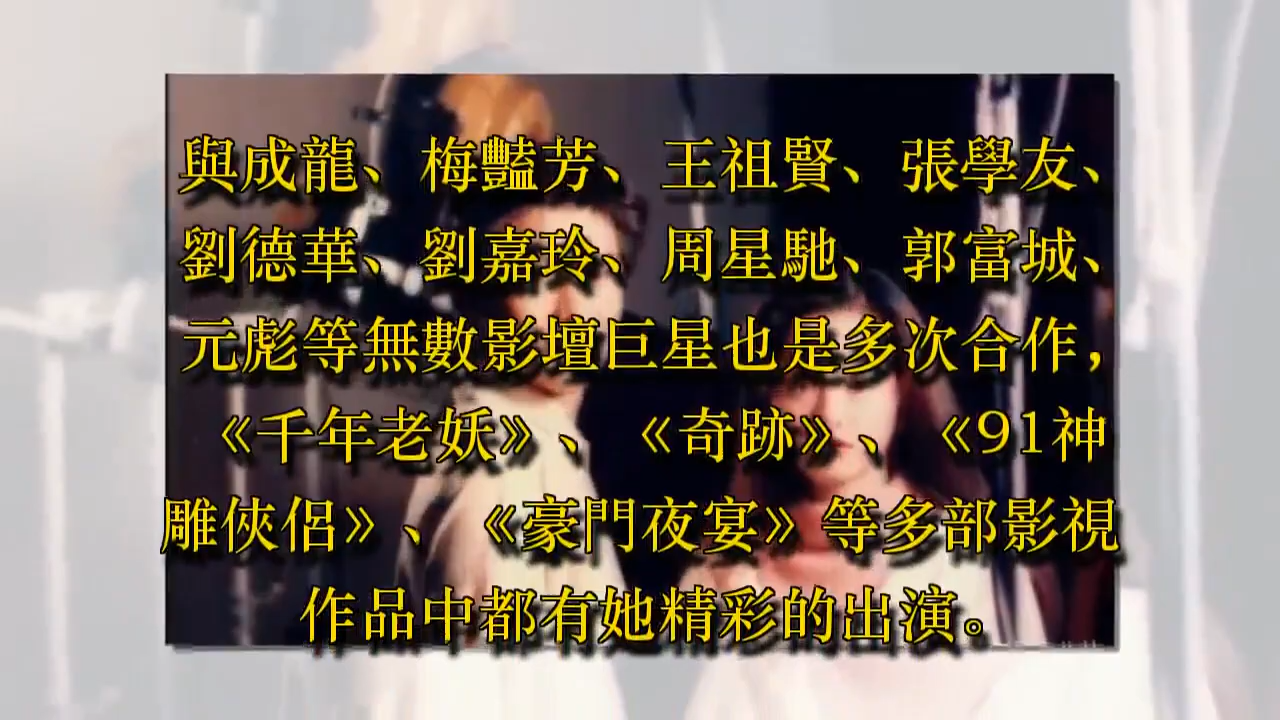 與成龍、梅豔芳、王祖賢、張學友、
劉德華、劉嘉玲、周星馳、郭富城、
元彪等無數影壇巨星也是多次合作，
《千年老妖》、《奇跡》、《91神
雕俠侶》、《豪門夜宴》等多部影視
作品中都有她精彩的出演。